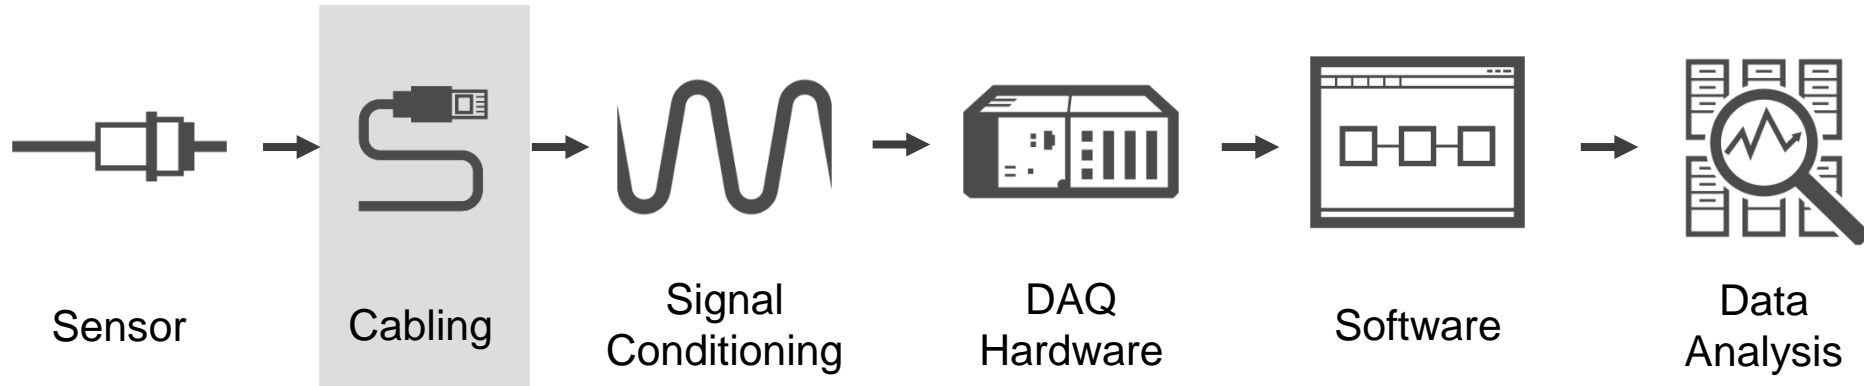 Sensor
Cabling
Signal
Conditioning
DAQ
Hardware
Software
Data
Analysis